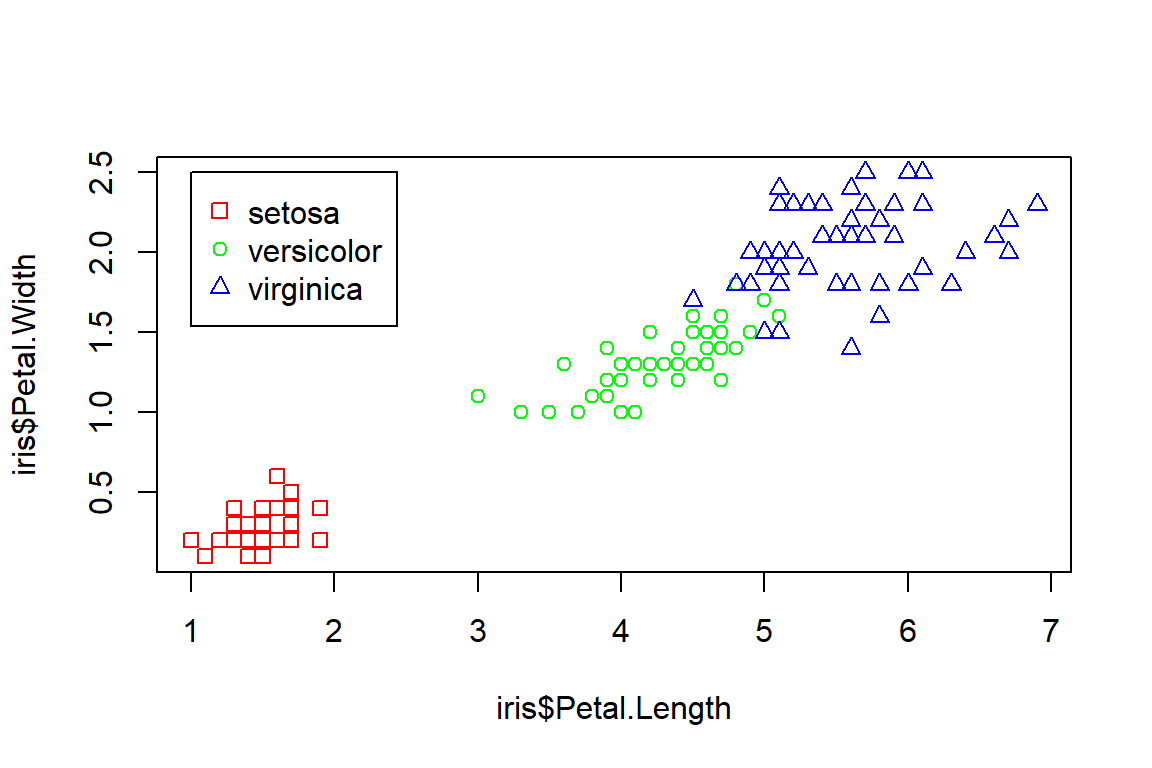 setosa
versicolor
virginica
iris$Petal.Width
2.5
2.0
1.5
1.0
0.5
1 2 3 4 5 6 7
iris$Petal.Length